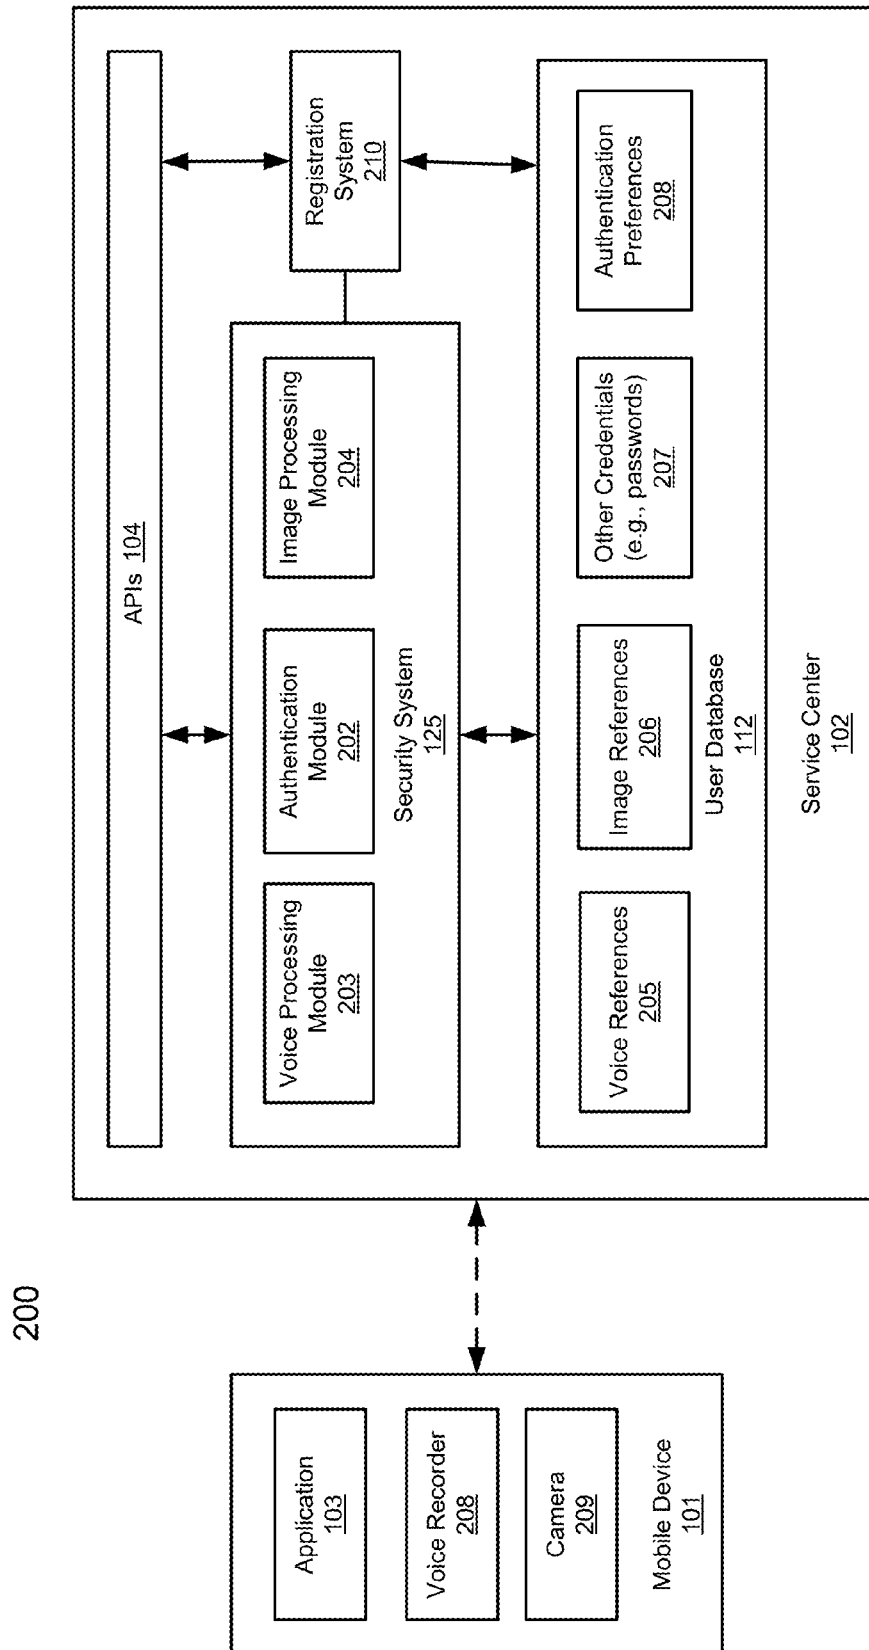 200
Application
103
Voice Recorder
208
Camera
209
Mobile Device
101
APIs 104
Voice Processing
Module
203
Authentication
Module
202
Image Processing
Module
204
Security System
125
Registration
System
210
Voice References
205
Image References
206
Other Credentials
(e.g., passwords)
207
Authentication
Preferences
208
User Database
112
Service Center
102